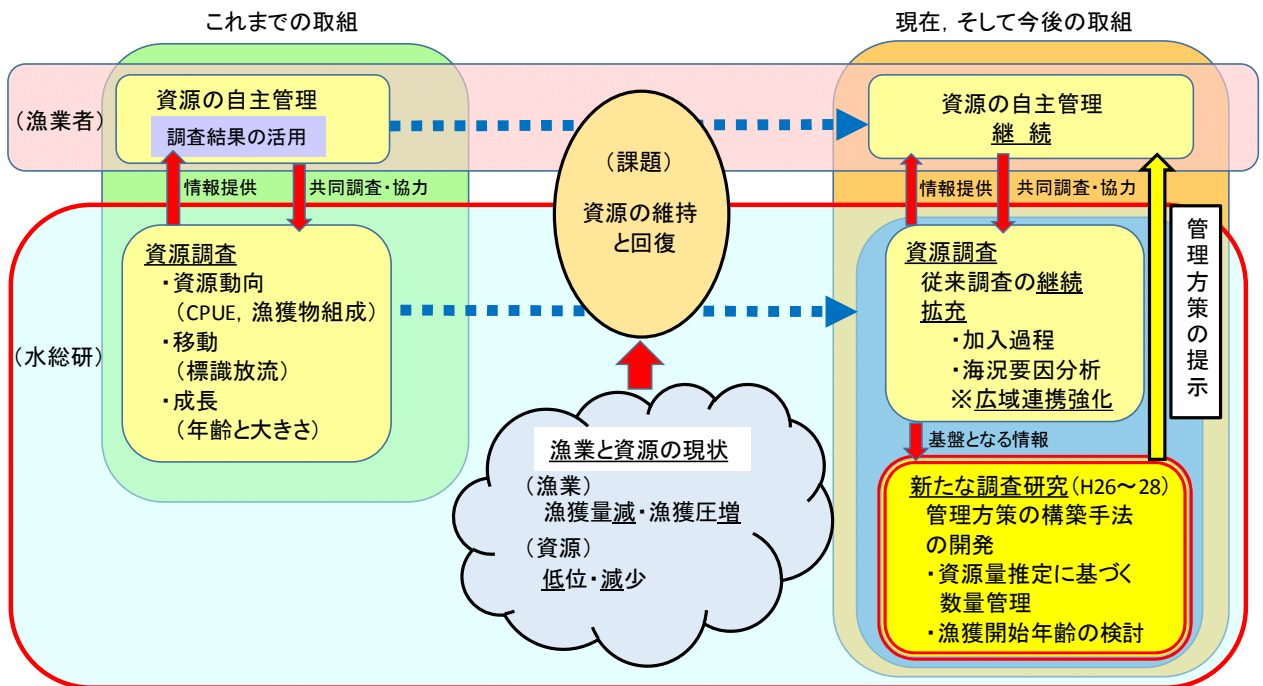 これまでの取組
現在，そして今後の取組
（漁業者）
資源の自主管理
調査結果の活用
情報提供
共同調査・協力
（水総研）
資源調査
・資源動向
（CPUE，漁獲物組成）
・移動
（標識放流）
・成長
（年齢と大きさ）
（課題）
資源の維持
と回復
漁業と資源の現状
（漁業）
漁獲量減・漁獲圧増
（資源）
低位・減少
資源の自主管理
継　続
情報提供
共同調査・協力
資源調査
従来調査の継続
拡充
・加入過程
・海況要因分析
※広域連携強化
基盤となる情報
新たな調査研究（H26～28）
管理方策の構築手法
の開発
・資源量推定に基づく
数量管理
・漁獲開始年齢の検討
管理方策の提示